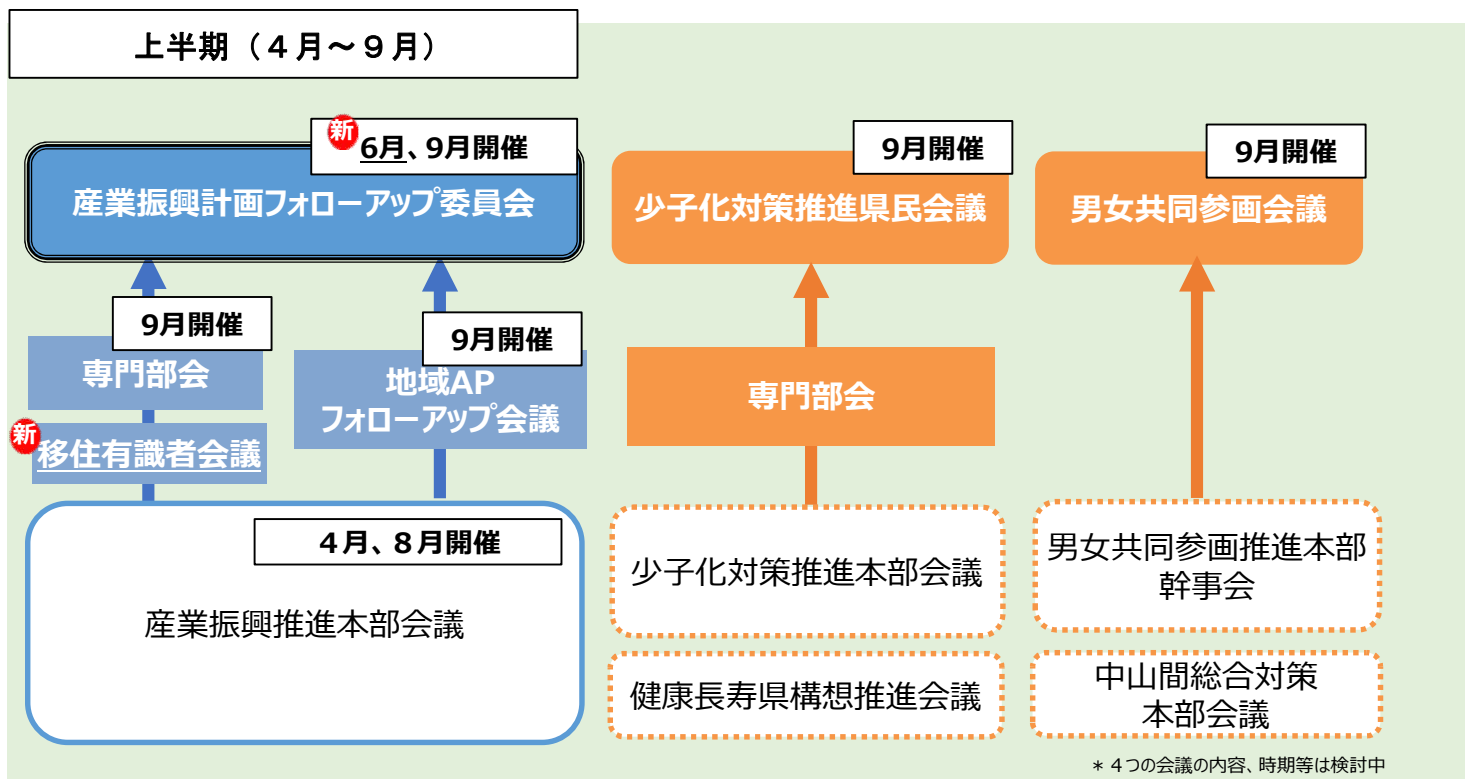 上半期（４月～９月）
新
6月、9月開催
産業振興計画フォローアップ委員会
9月開催
専門部会
新
移住有識者会議
9月開催
地域AP
フォローアップ会議
４月、８月開催
産業振興推進本部会議
9月開催
少子化対策推進県民会議
専門部会
少子化対策推進本部会議
健康長寿県構想推進会議
9月開催
男女共同参画会議
男女共同参画推進本部
幹事会
中山間総合対策
本部会議
＊ ４つの会議の内容、時期等は検討中